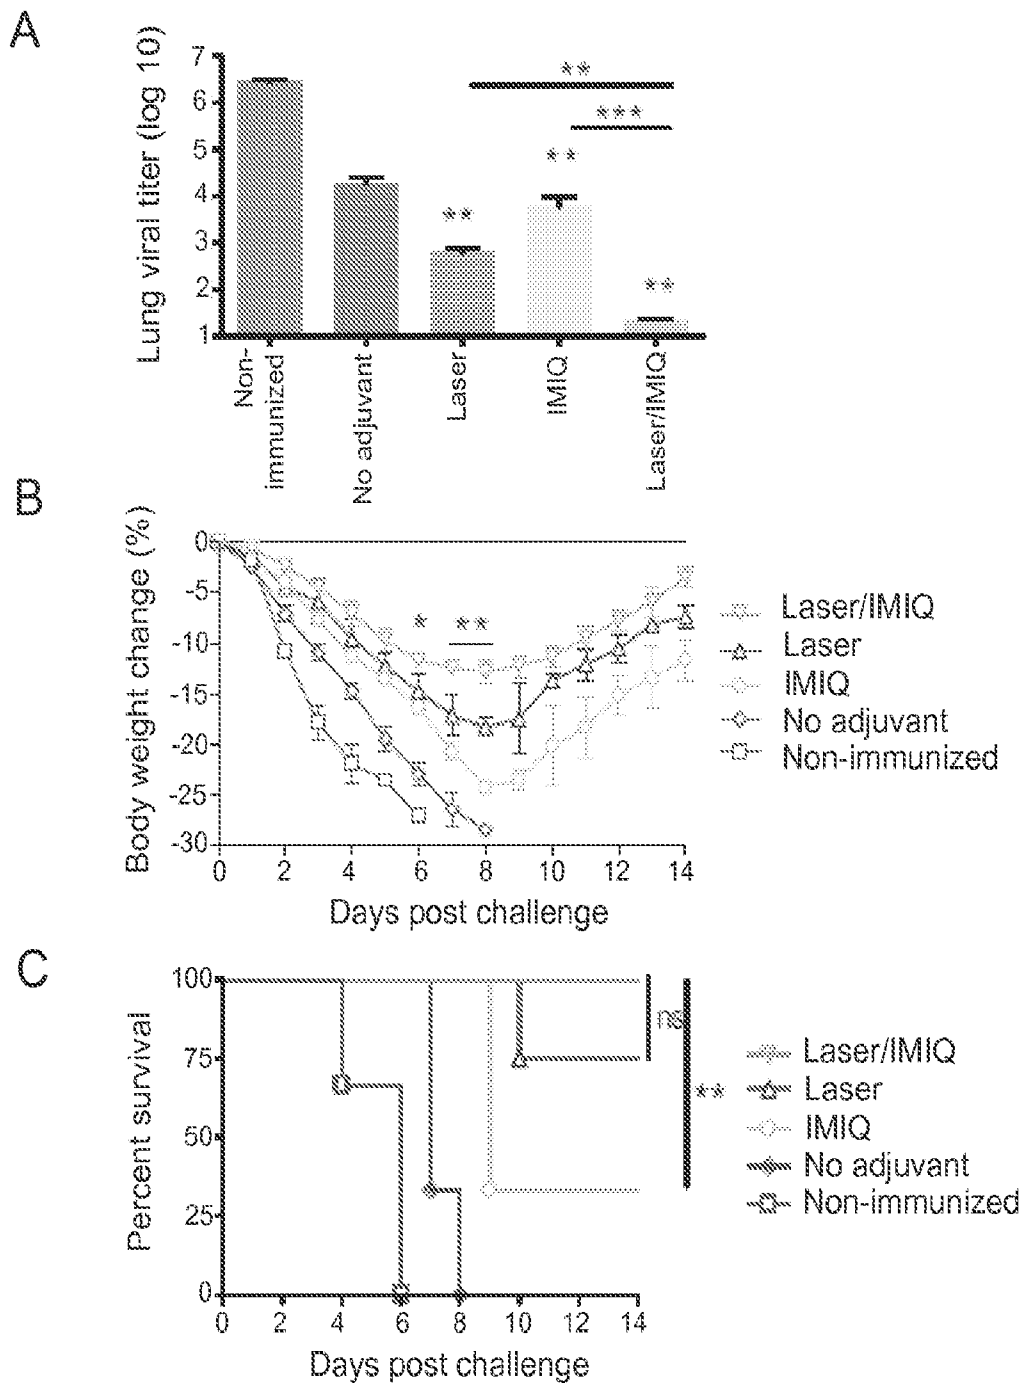 A
Lung viral titer (log 10)
7
6
5
4
3
2
1
**
***
**
**
**
Non-
immunized
No adjuvant
Laser
IMIQ
Laser/IMIQ
B
Body weight change (%)
0
-5
-10
-15
-20
-25
-30
*
**
0 2 4 6 8 10 12 14
Days post challenge
Laser/IMIQ
Laser
IMIQ
No adjuvant
Non-immunized
C
Percent survival
100
75
50
25
0
ns
**
0 2 4 6 8 10 12 14
Days post challenge
Laser/IMIQ
Laser
IMIQ
No adjuvant
Non-immunized